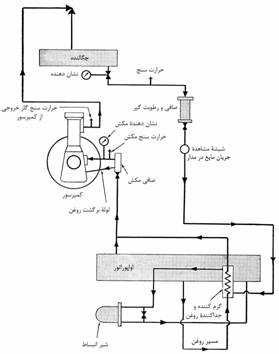 چگالنده
حرارت سنج
نشان دهنده
صافی و رطوبت گیر
حرارت سنج گاز خروجی
از کمپرسور
نشان دهندهٔ مکش
حرارت سنج مکش
شیشهٔ مشاهده
جریان مایع در مدار
لولهٔ برگشت روغن
صافی مکش
کمپرسور
اواپوراتور
گرم کننده و
جداکنندهٔ روغن
مسیر روغن
شیر انبساط